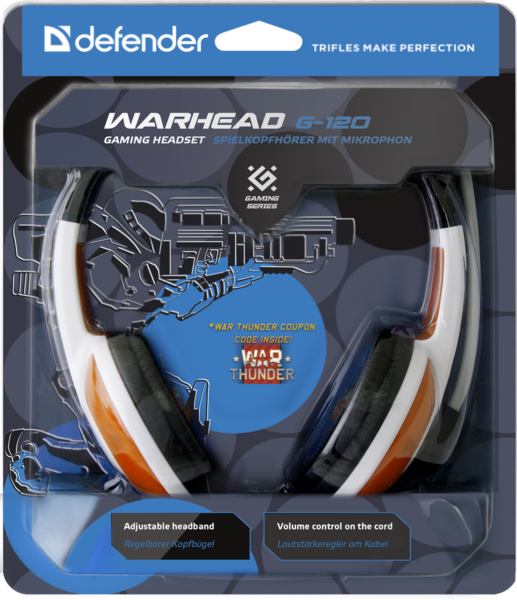 defender
TRIFLES MAKE PERFECTION
WARHEAD G-120
GAMING HEADSET SPIELKOPFHÖRER MIT MIKROPHON
GAMING
SERIES
*WAR THUNDER COUPON
CODE INSIDE!
WAR
THUNDER
Adjustable headband
Regelbarer Kopfbügel
Volume control on the cord
Lautstärkeregler am Kabel